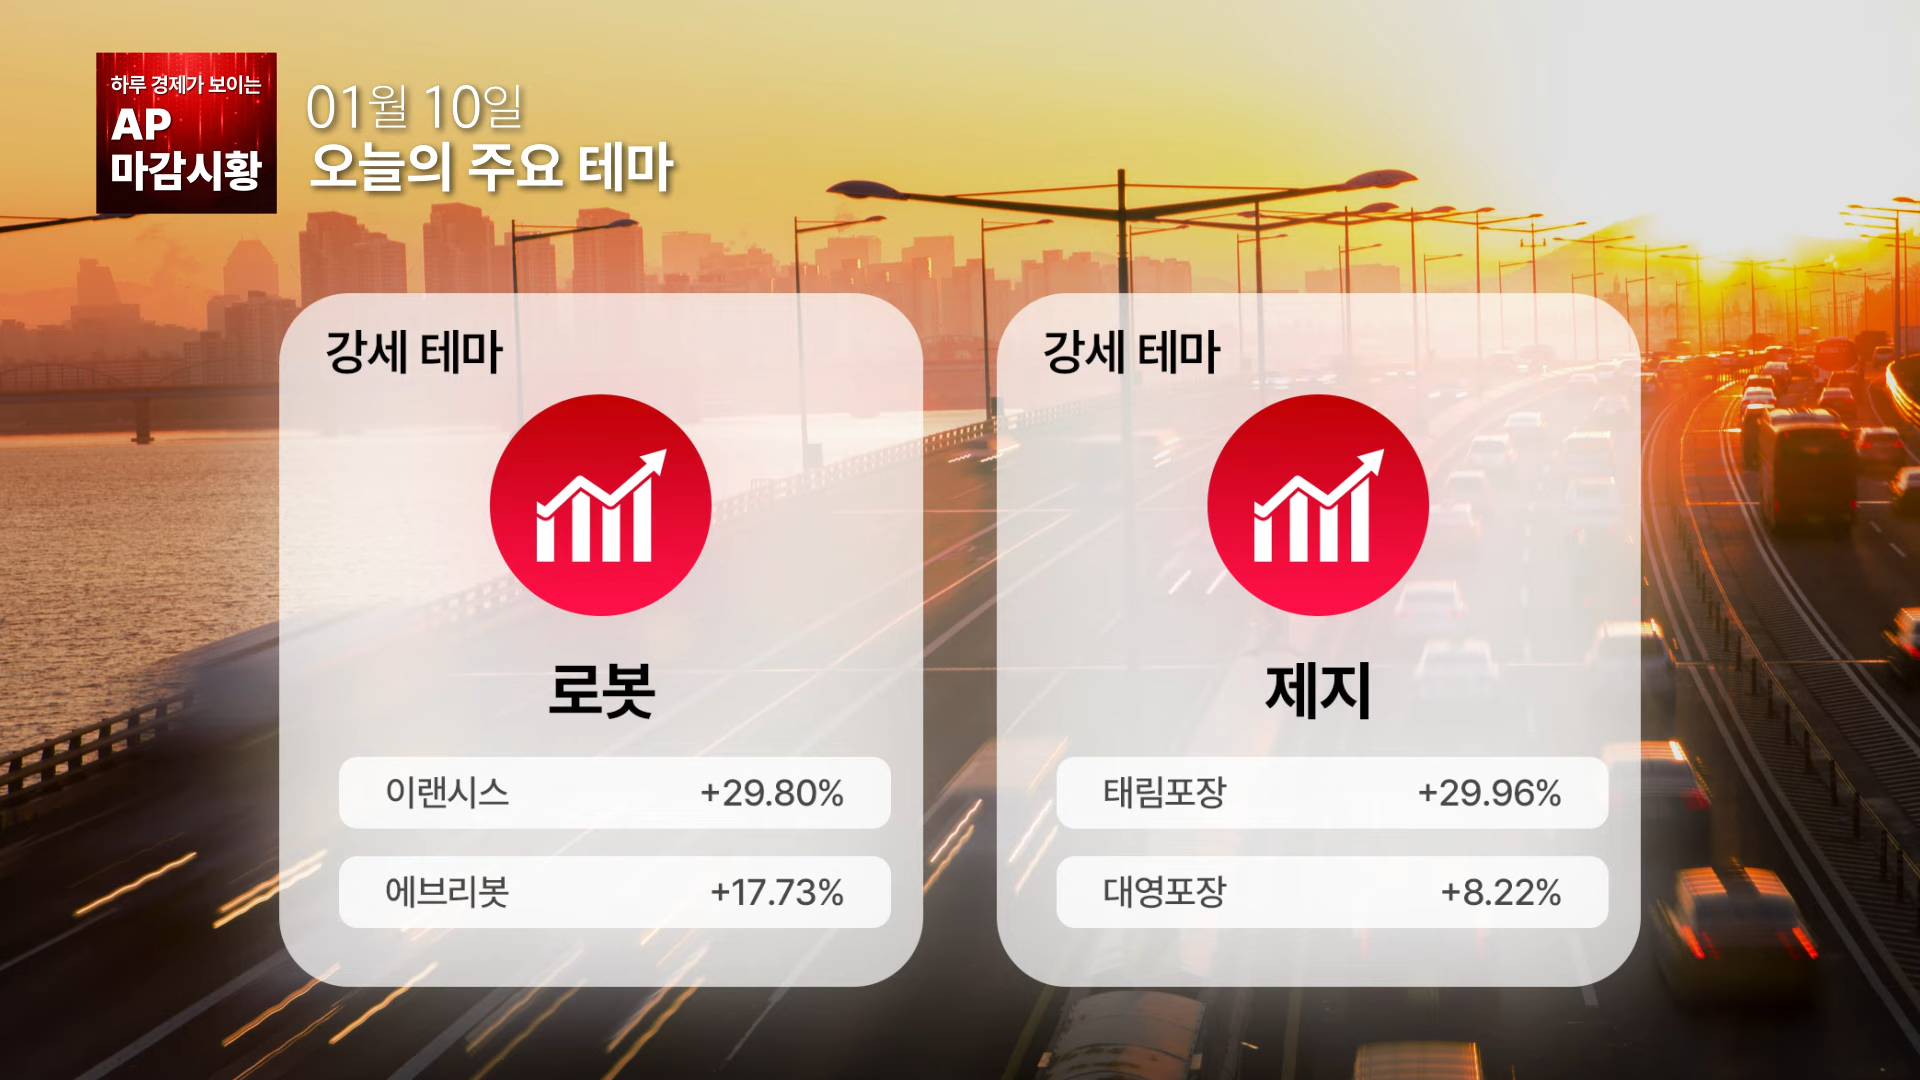 하루 경제가 보이는
AP
마감시황
01월 10일
오늘의 주요 테마
강세 테마
로봇
이랜시스 +29.80%
에브리봇 +17.73%
강세 테마
제지
태림포장 +29.96%
대영포장 +8.22%